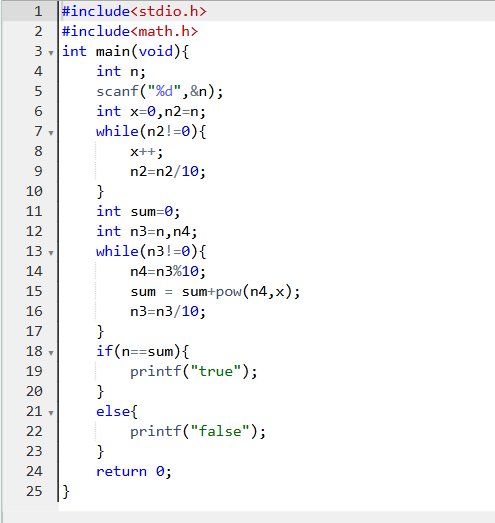 1 #include<stdio.h>
2 #include<math.h>
3 int main(void){
4 int n;
5 scanf("%d",&n);
6 int x=0,n2=n;
7 while(n2!=0){
8 x++;
9 n2=n2/10;
10 }
11 int sum=0;
12 int n3=n,n4;
13 while(n3!=0){
14 n4=n3%10;
15 sum = sum+pow(n4,x);
16 n3=n3/10;
17 }
18 if(n==sum){
19 printf("true");
20 }
21 else{
22 printf("false");
23 }
24 return 0;
25 }